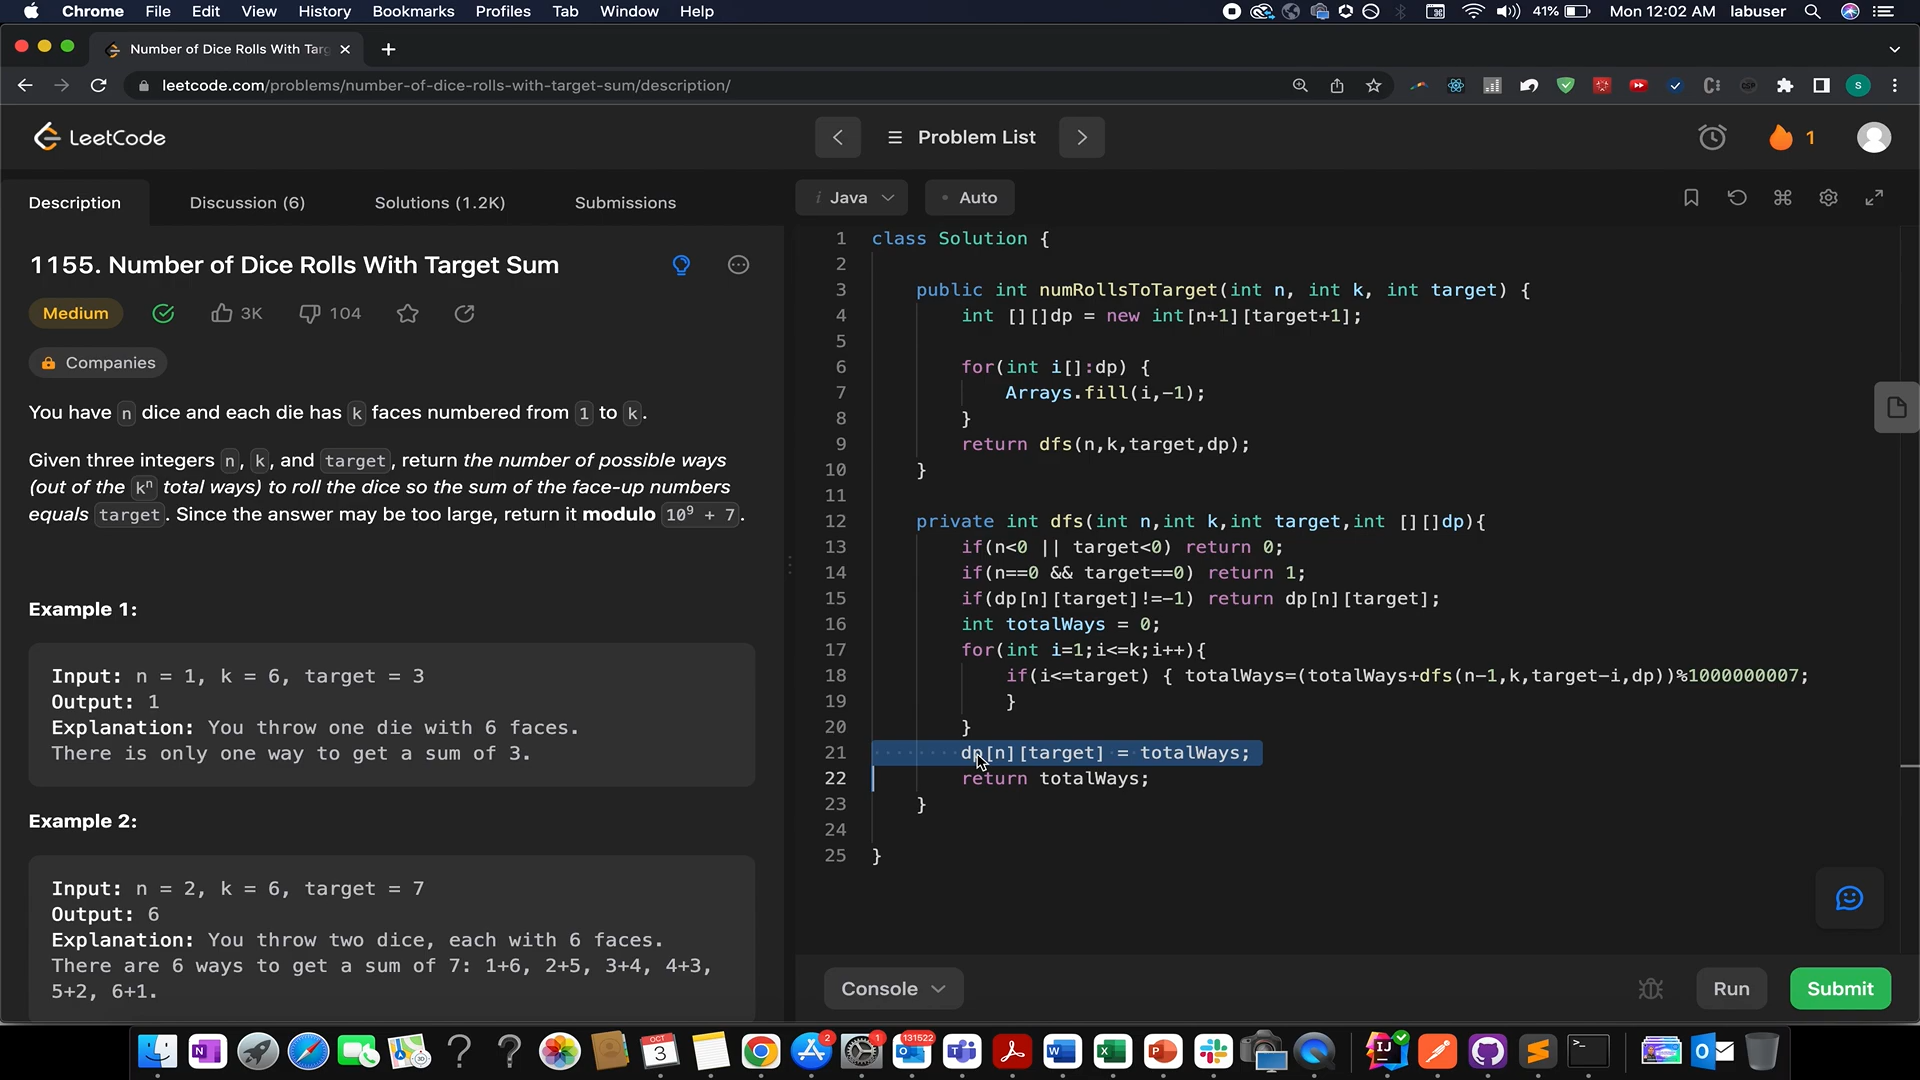 Chrome File Edit View History Bookmarks Profiles Tab Window Help 41% Mon 12:02 AM labuser
Number of Dice Rolls With Targ
leetcode.com/problems/number-of-dice-rolls-with-target-sum/description/
LeetCode
Problem List
1
Description
Discussion (6)
Solutions (1.2K)
Submissions
i Java
• Auto
1155. Number of Dice Rolls With Target Sum
Medium
3K
104
Companies
You have n dice and each die has k faces numbered from 1 to k.
Given three integers n, k, and target, return the number of possible ways
(out of the kⁿ total ways) to roll the dice so the sum of the face-up numbers
equals target. Since the answer may be too large, return it modulo 10⁹ + 7.
Example 1:
Input: n = 1, k = 6, target = 3
Output: 1
Explanation: You throw one die with 6 faces.
There is only one way to get a sum of 3.
Example 2:
Input: n = 2, k = 6, target = 7
Output: 6
Explanation: You throw two dice, each with 6 faces.
There are 6 ways to get a sum of 7: 1+6, 2+5, 3+4, 4+3,
5+2, 6+1.
1 class Solution {
2
3 public int numRollsToTarget(int n, int k, int target) {
4 int [][]dp = new int[n+1][target+1];
5
6 for(int i[]:dp) {
7 Arrays.fill(i,-1);
8 }
9 return dfs(n,k,target,dp);
10 }
11
12 private int dfs(int n,int k,int target,int [][]dp){
13 if(n<0 || target<0) return 0;
14 if(n==0 && target==0) return 1;
15 if(dp[n][target]!=-1) return dp[n][target];
16 int totalWays = 0;
17 for(int i=1;i<=k;i++){
18 if(i<=target) { totalWays=(totalWays+dfs(n-1,k,target-i,dp))%1000000007;
19 }
20 }
21 dp[n][target] = totalWays;
22 return totalWays;
23 }
24
25 }
Console
Run
Submit
OCT
3
2
1
131522